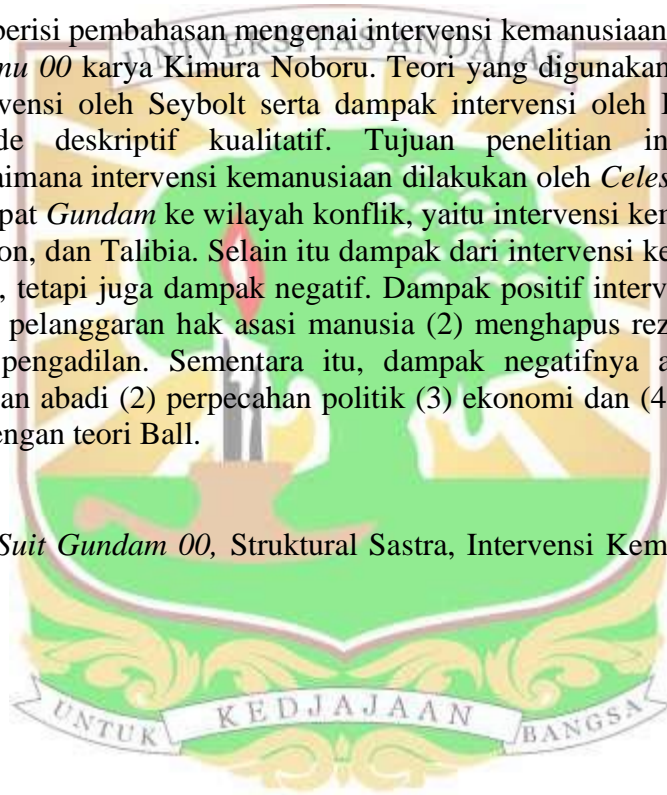 berisi pembahasan mengenai intervensi kemanusiaan
UNIVERSITAS ANDALAS
mu 00 karya Kimura Noboru. Teori yang digunakan
vensi oleh Seybolt serta dampak intervensi oleh
de deskriptif kualitatif. Tujuan penelitian in
aimana intervensi kemanusiaan dilakukan oleh Celes
pat Gundam ke wilayah konflik, yaitu intervensi ken
on, dan Talibia. Selain itu dampak dari intervensi ke
, tetapi juga dampak negatif. Dampak positif interv
pelanggaran hak asasi manusia (2) menghapus rez
pengadilan. Sementara itu, dampak negatifnya a
an abadi (2) perpecahan politik (3) ekonomi dan (4
engan teori Ball.
Suit Gundam 00, Struktural Sastra, Intervensi Kem
UNTUK KEDJAJAAN BANGSA